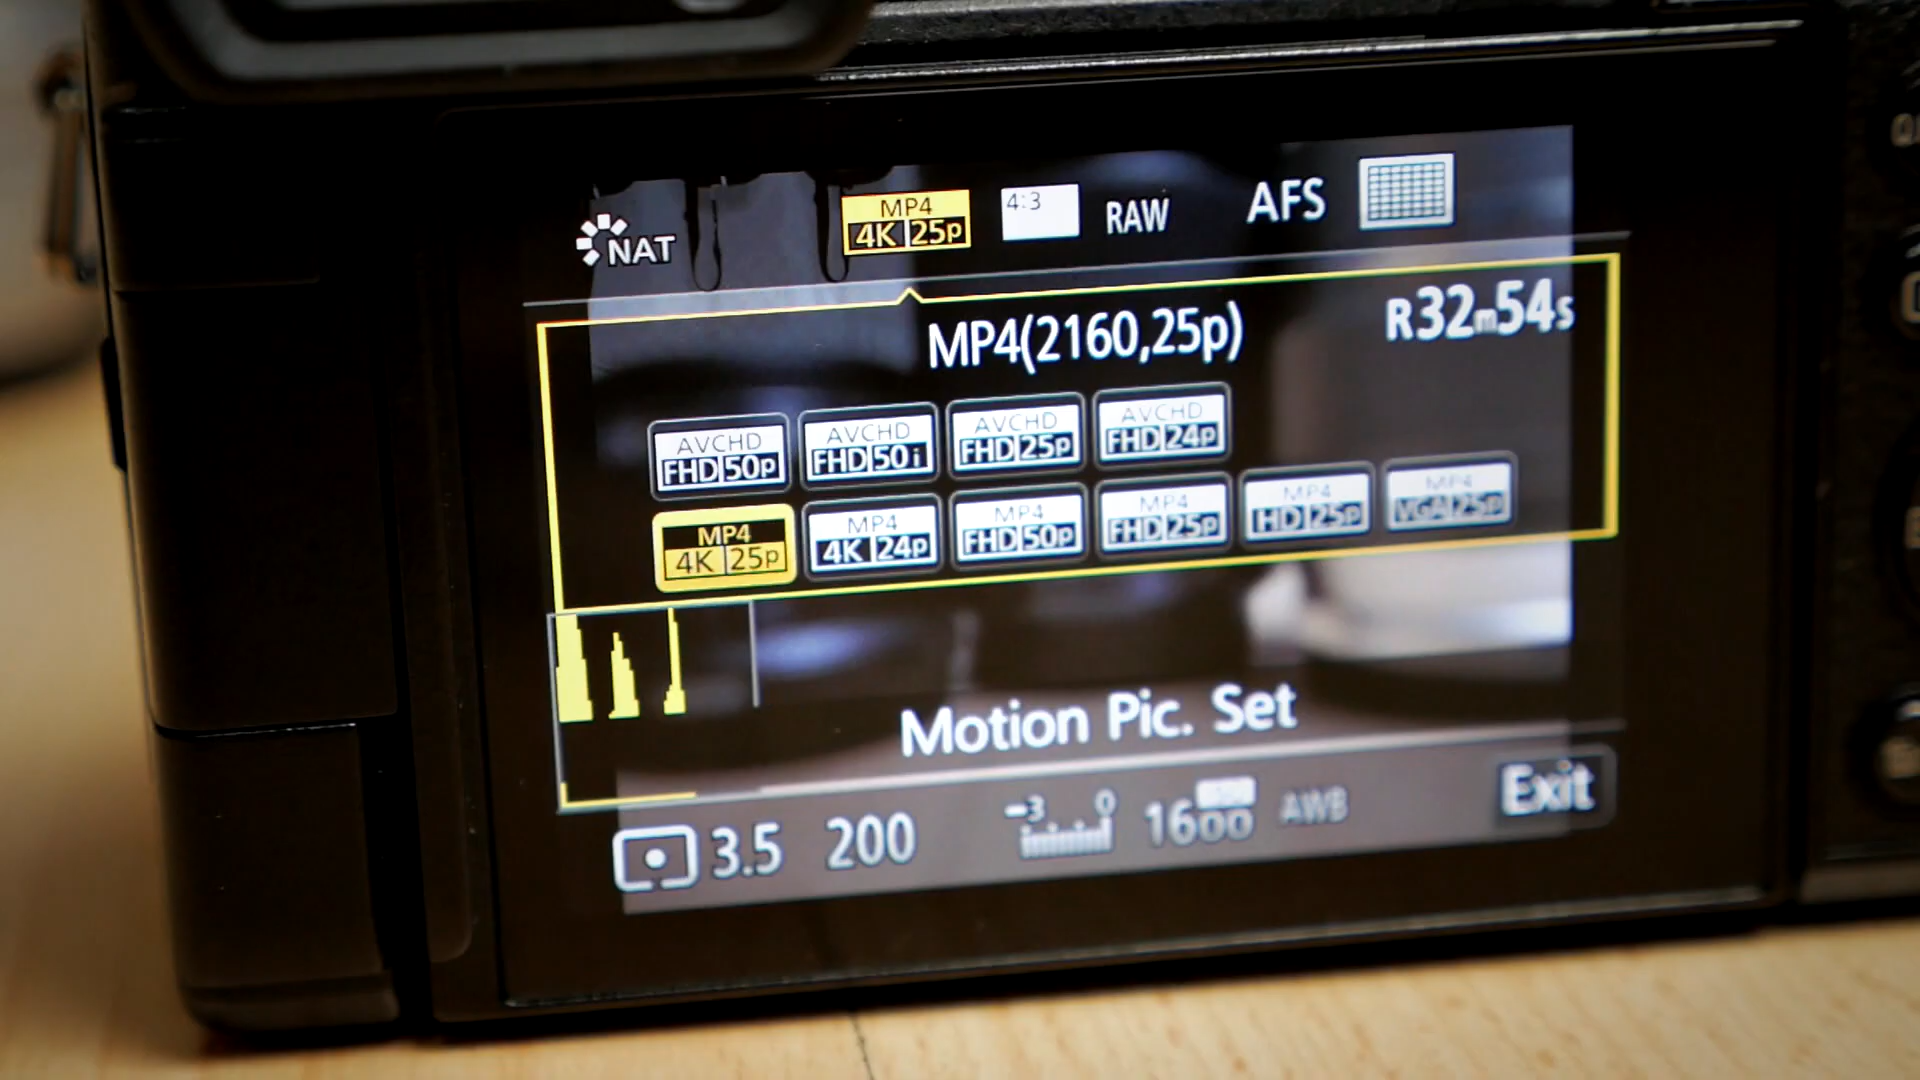 NAT
MP4
4K 25p
4:3
RAW
AFS
MP4(2160,25p)
R32m54s
AVCHD
FHD 50p
AVCHD
FHD 50i
AVCHD
FHD 25p
AVCHD
FHD 24p
MP4
4K 25p
MP4
4K 24p
MP4
FHD 50p
MP4
FHD 25p
MP4
HD 25p
MP4
VGA 25p
Motion Pic. Set
3.5
200
-3 0
1600
AWB
Exit